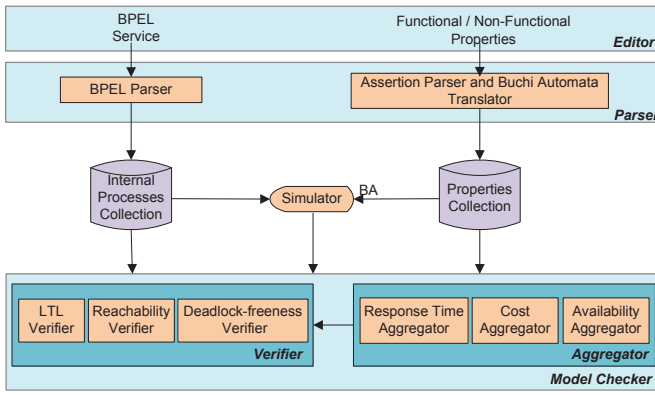 BPEL
Service
Functional / Non-Functional
Properties
Editor
BPEL Parser
Assertion Parser and Buchi Automata
Translator
Parser
Internal
Processes
Collection
Simulator
BA
Properties
Collection
LTL
Verifier
Reachability
Verifier
Deadlock-freeness
Verifier
Verifier
Response Time
Aggregator
Cost
Aggregator
Availability
Aggregator
Aggregator
Model Checker